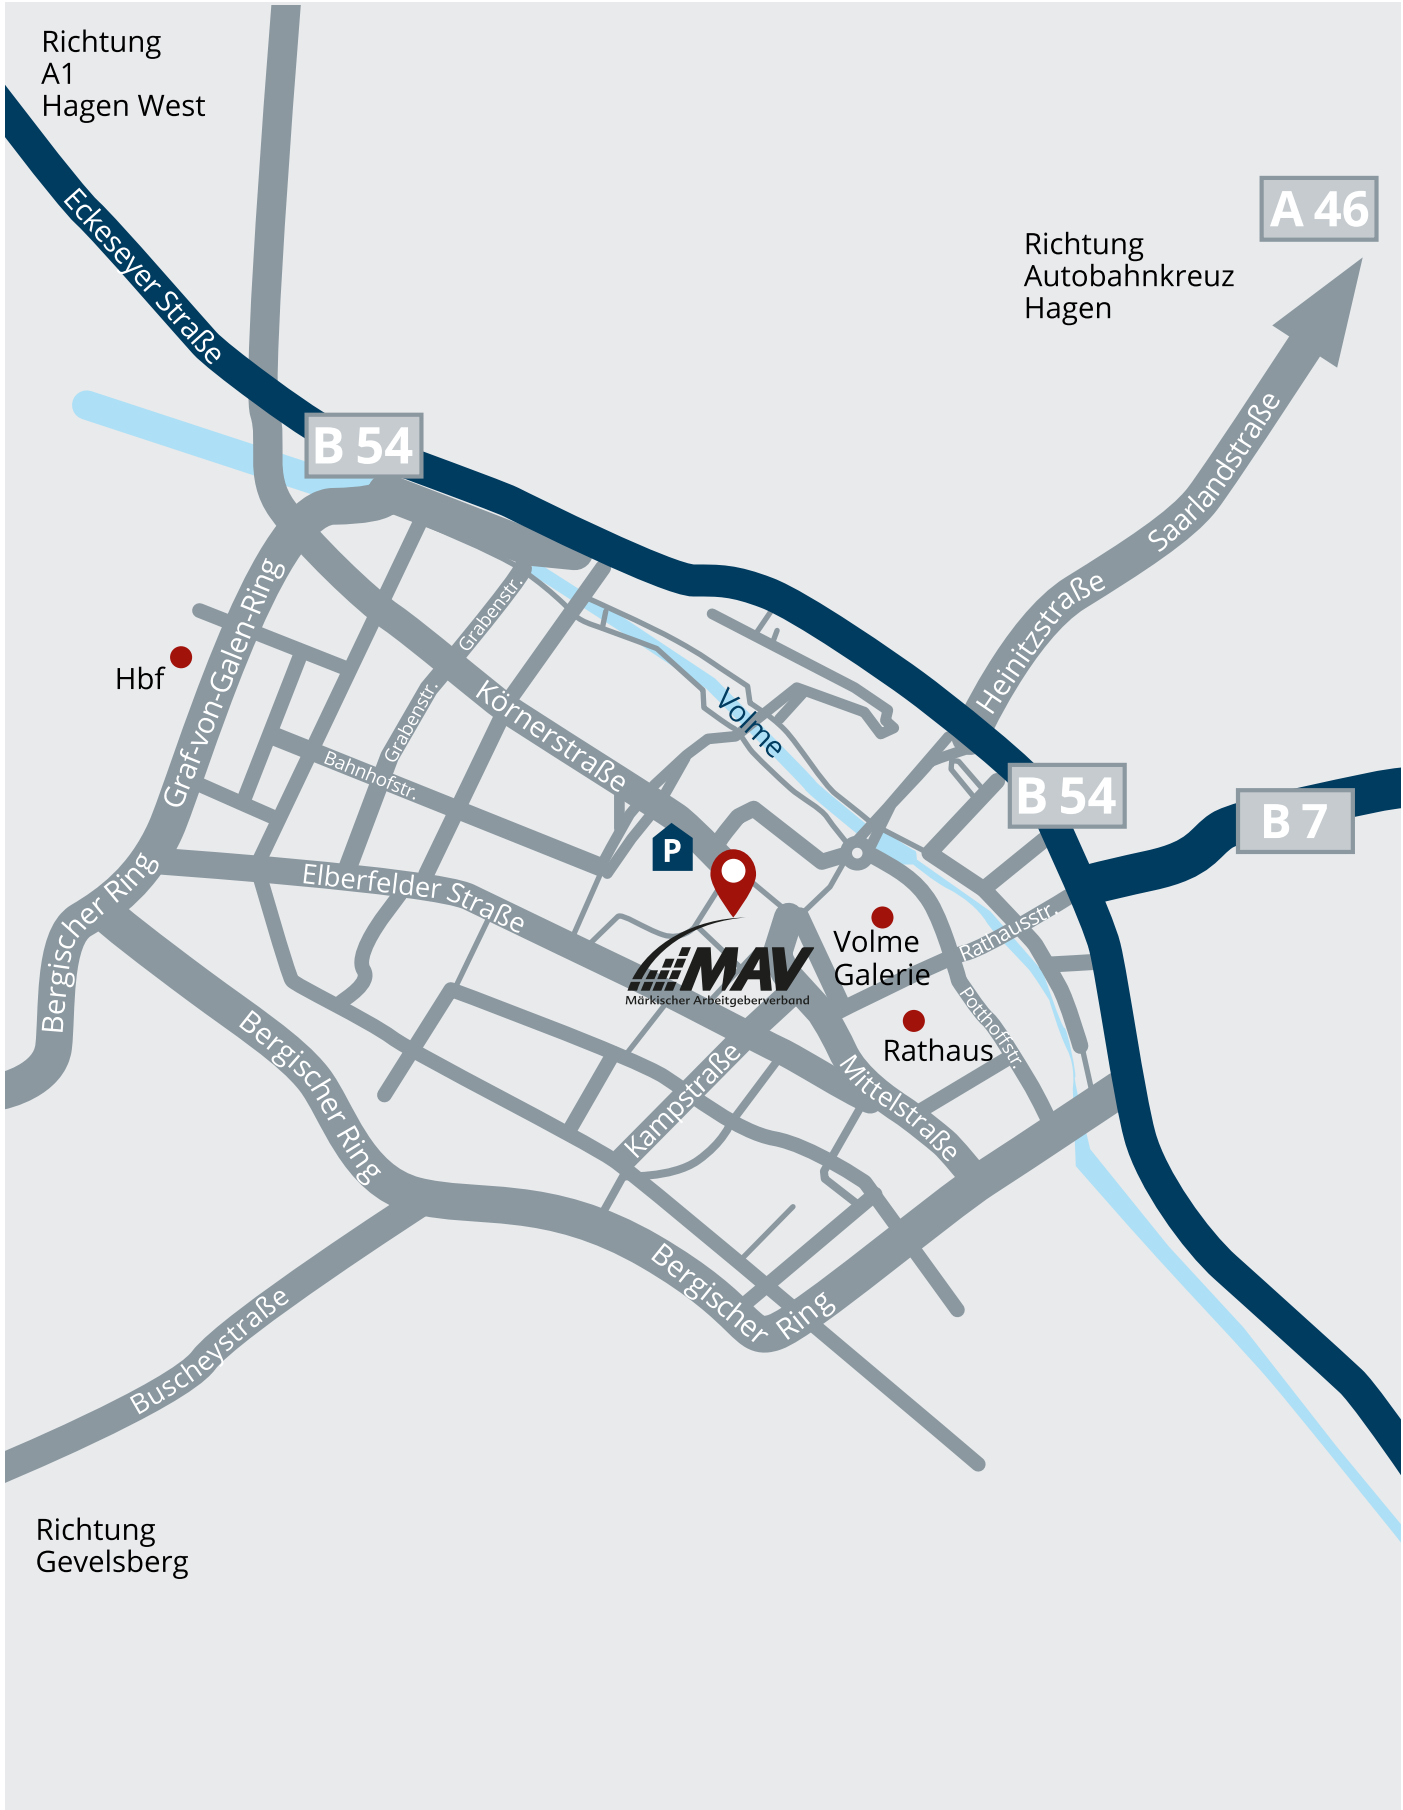 Richtung
A1
Hagen West
A 46
Richtung
Autobahnkreuz
Hagen
Eckeseyer Straße
B 54
Saarlandstraße
Heinitzstraße
Graf-von-Galen-Ring
Grabenstr.
Hbf
Grabenstr.
Körnerstraße
Volme
Bahnhofstr.
B 54
B 7
P
Elberfelder Straße
Bergischer Ring
Volme
Galerie
Rathausstr.
MAV
Märkischer Arbeitgeberverband
Potthoffstr.
Rathaus
Bergischer Ring
Kampstraße
Mittelstraße
Bergischer
Ring
Buscheystraße
Richtung
Gevelsberg